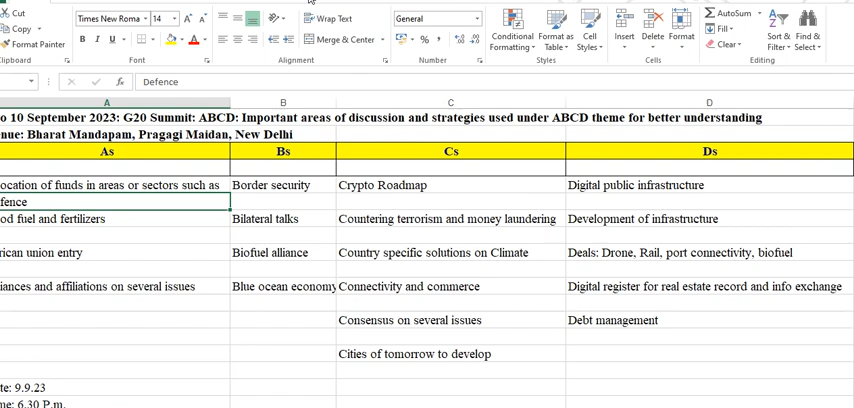 Cut
Copy
Format Painter
lipboard
Times New Roma
14
A A
B I U
A
Font
Wrap Text
Merge & Center
Alignment
General
% ,
Number
Conditional Formatting
Format as Table
Cell Styles
Styles
Insert
Delete
Format
Cells
AutoSum
Fill
Clear
Sort & Filter
Find & Select
Editing
fx Defence
A B C D
o 10 September 2023: G20 Summit: ABCD: Important areas of discussion and strategies used under ABCD theme for better understanding
nue: Bharat Mandapam, Pragagi Maidan, New Delhi
As Bs Cs Ds
ocation of funds in areas or sectors such as Border security Crypto Roadmap Digital public infrastructure
fence
od fuel and fertilizers Bilateral talks Countering terrorism and money laundering Development of infrastructure
rican union entry Biofuel alliance Country specific solutions on Climate Deals: Drone, Rail, port connectivity, biofuel
iances and affiliations on several issues Blue ocean economy Connectivity and commerce Digital register for real estate record and info exchange
Consensus on several issues Debt management
Cities of tomorrow to develop
te: 9.9.23
me: 6.30 P.m.